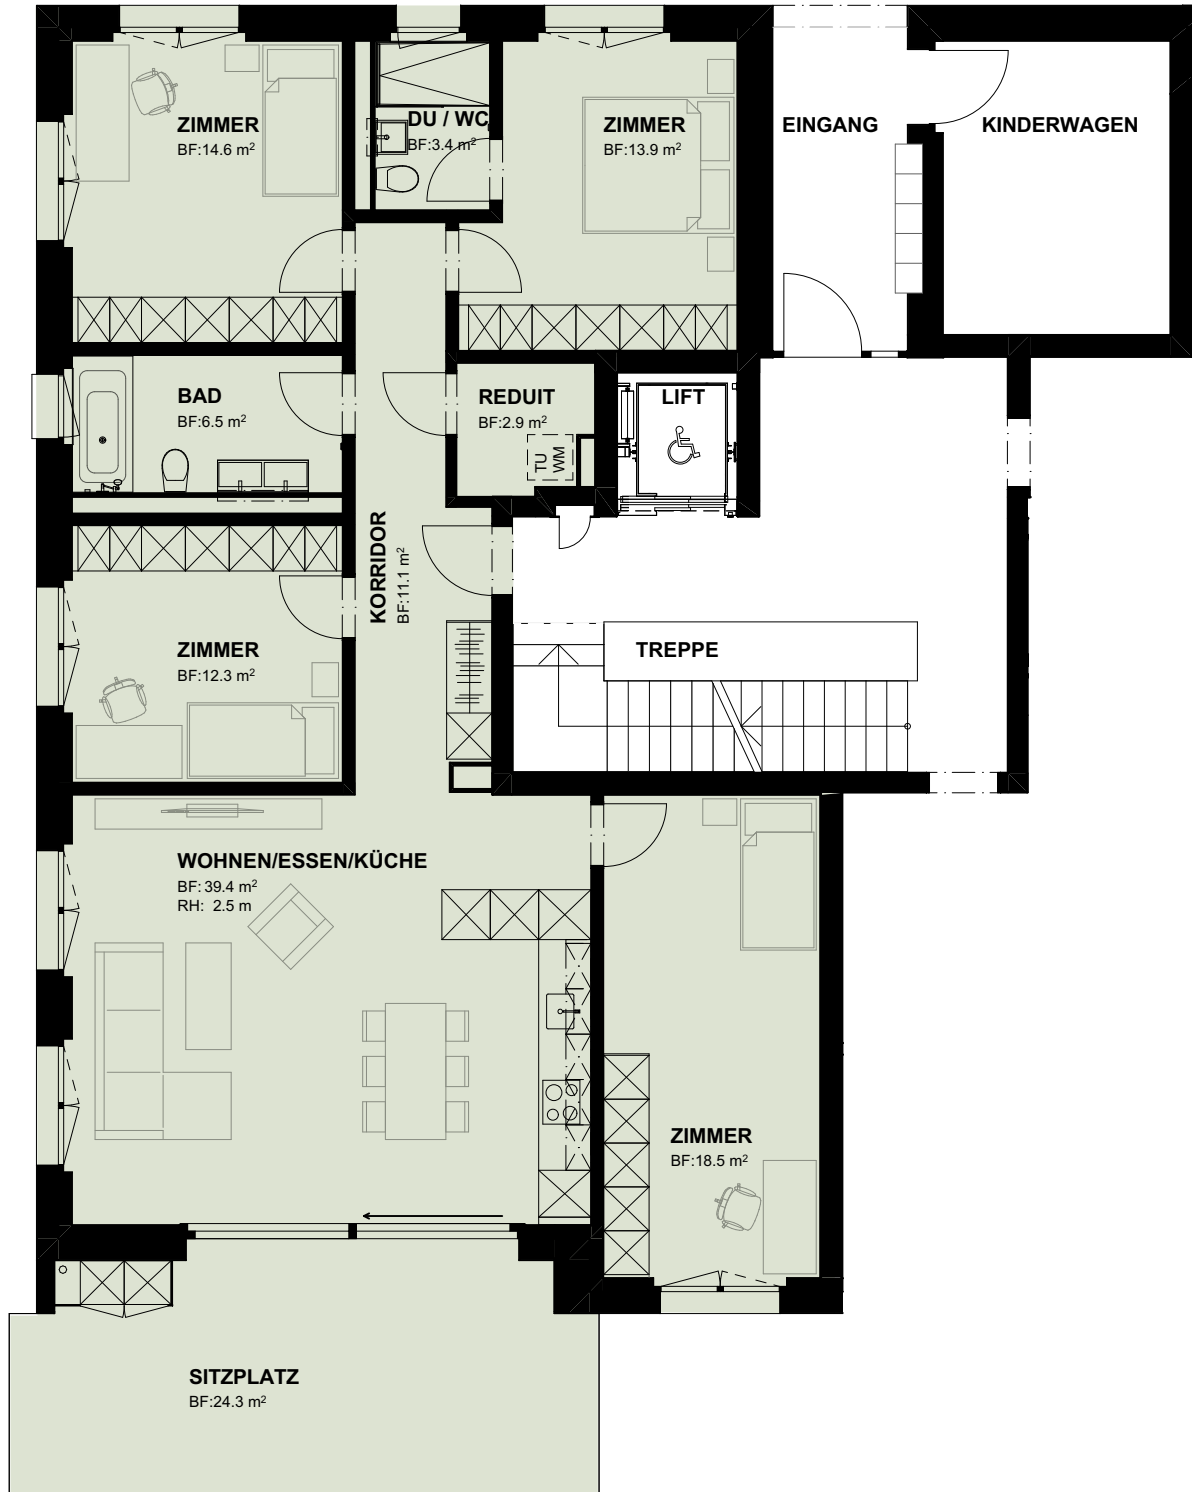 ZIMMER
BF:14.6 m²
DU / WC
BF:3.4 m²
ZIMMER
BF:13.9 m²
EINGANG
KINDERWAGEN
BAD
BF:6.5 m²
REDUIT
BF:2.9 m²
TU
WM
LIFT
KORRIDOR
BF:11.1 m²
ZIMMER
BF:12.3 m²
TREPPE
WOHNEN/ESSEN/KÜCHE
BF: 39.4 m²
RH: 2.5 m
ZIMMER
BF:18.5 m²
SITZPLATZ
BF:24.3 m²